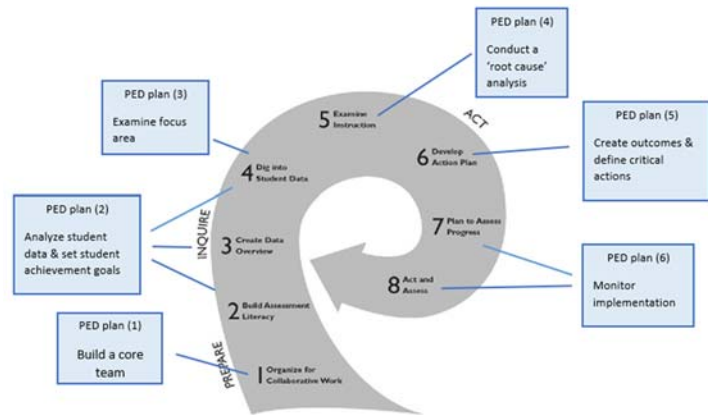 PED plan (4)
Conduct a
‘root cause’
analysis
PED plan (3)
Examine focus
area
5 Examine
Instruction
ACT
PED plan (5)
Create outcomes &
define critical
actions
6 Develop
Action Plan
4 Dig into
Student Data
PED plan (2)
Analyze student
data & set student
achievement goals
INQUIRE
3 Create Data
Overview
7 Plan to Assess
Progress
PED plan (6)
Monitor
implementation
8 Act and
Assess
2 Build Assessment
Literacy
PED plan (1)
Build a core
team
PREPARE
1 Organize for
Collaborative Work